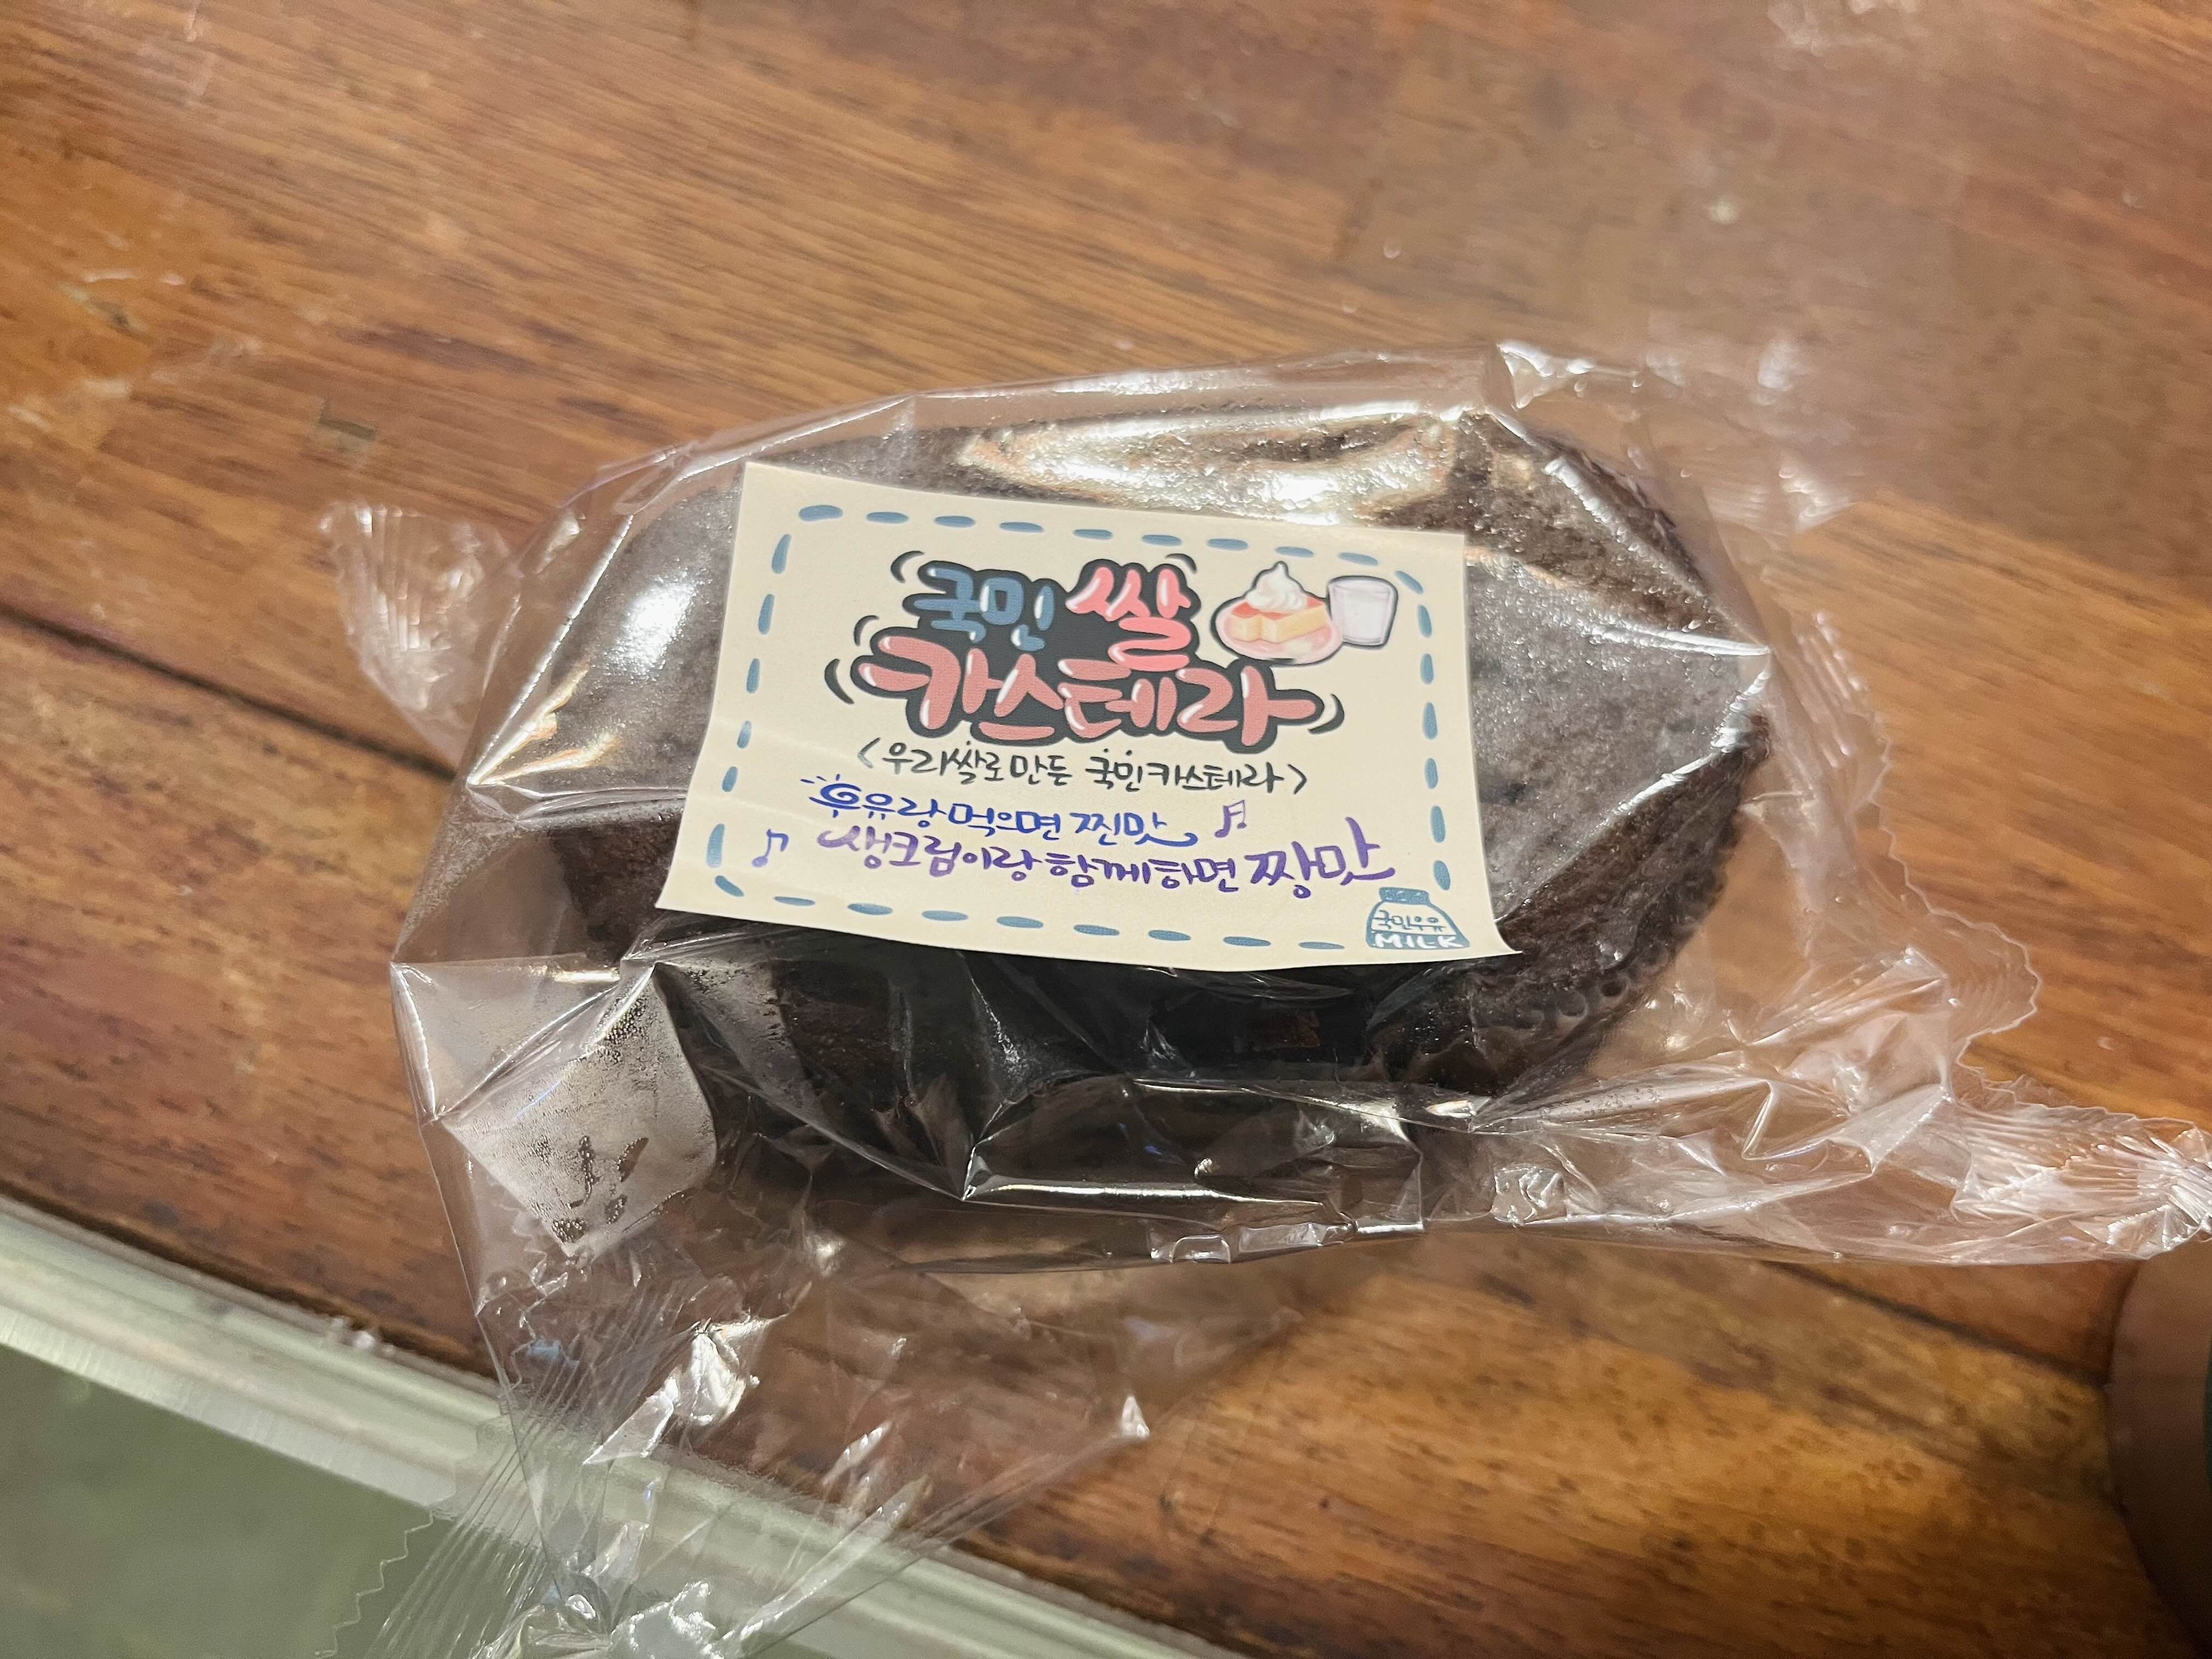 국민 쌀
카스테라
<우리쌀로 만든 국민카스테라>
우유랑 먹으면 찐맛
생크림이랑 함께하면 짱맛
국민우유
MILK